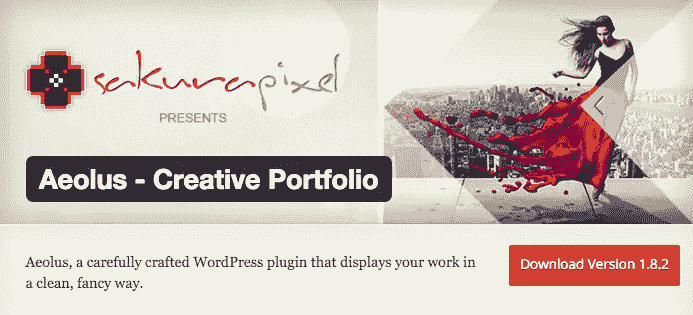 sakurapixel
PRESENTS
Aeolus - Creative Portfolio
Aeolus, a carefully crafted WordPress plugin that displays your work in
a clean, fancy way.
Download Version 1.8.2